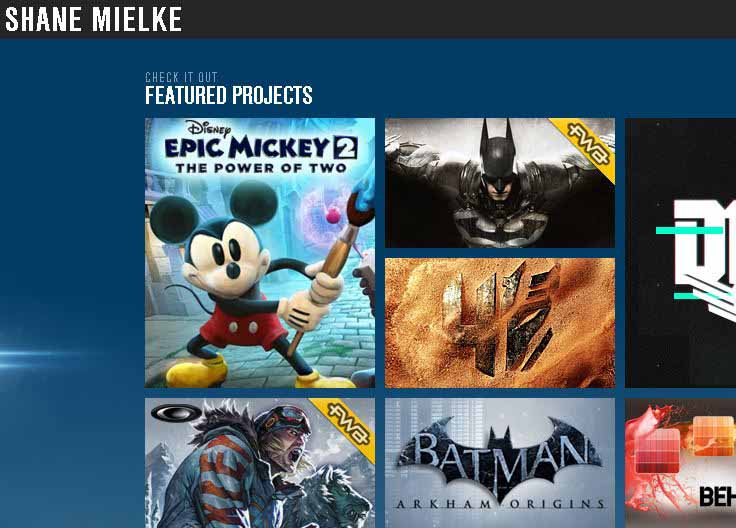 SHANE MIELKE
CHECK IT OUT
FEATURED PROJECTS
Disney
EPIC MICKEY 2
THE POWER OF TWO
fwa
fwa
BATMAN
ARKHAM ORIGINS
BEH